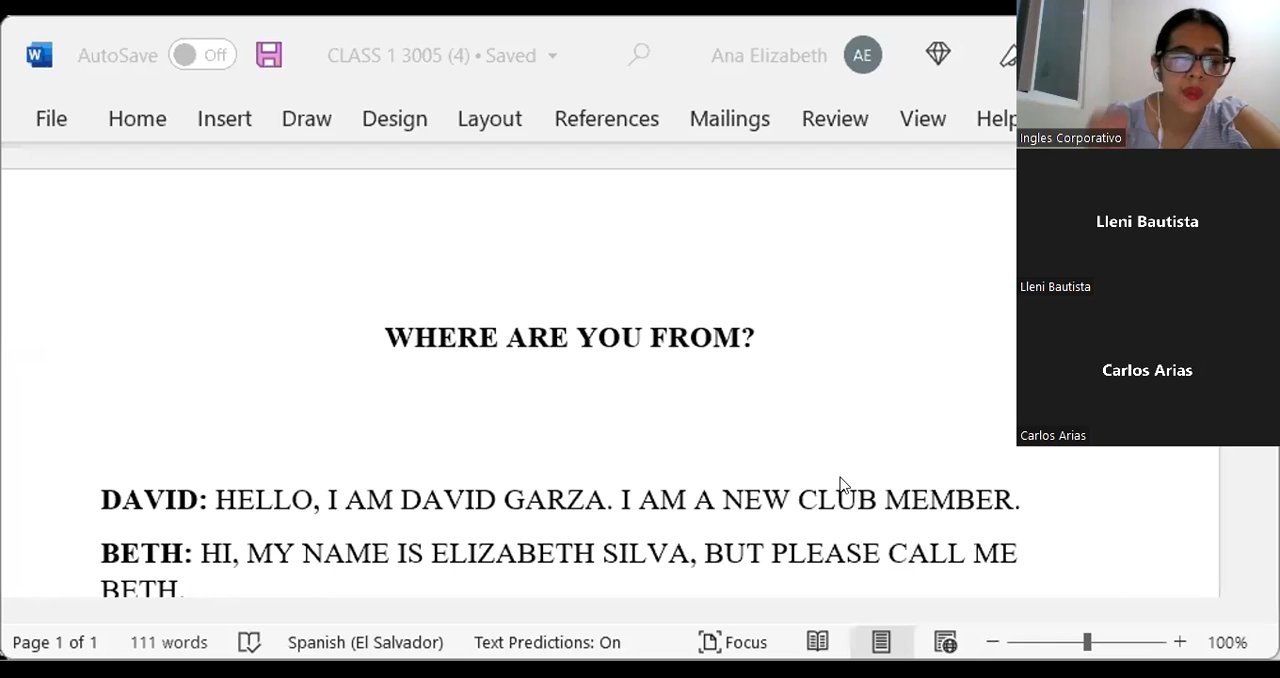 AutoSave Off CLASS 1 3005 (4) • Saved Ana Elizabeth AE
File Home Insert Draw Design Layout References Mailings Review View Help
Ingles Corporativo
Lleni Bautista
Lleni Bautista
Carlos Arias
Carlos Arias
WHERE ARE YOU FROM?
DAVID: HELLO, I AM DAVID GARZA. I AM A NEW CLUB MEMBER.
BETH: HI, MY NAME IS ELIZABETH SILVA, BUT PLEASE CALL ME
BETH.
Page 1 of 1 111 words Spanish (El Salvador) Text Predictions: On Focus 100%